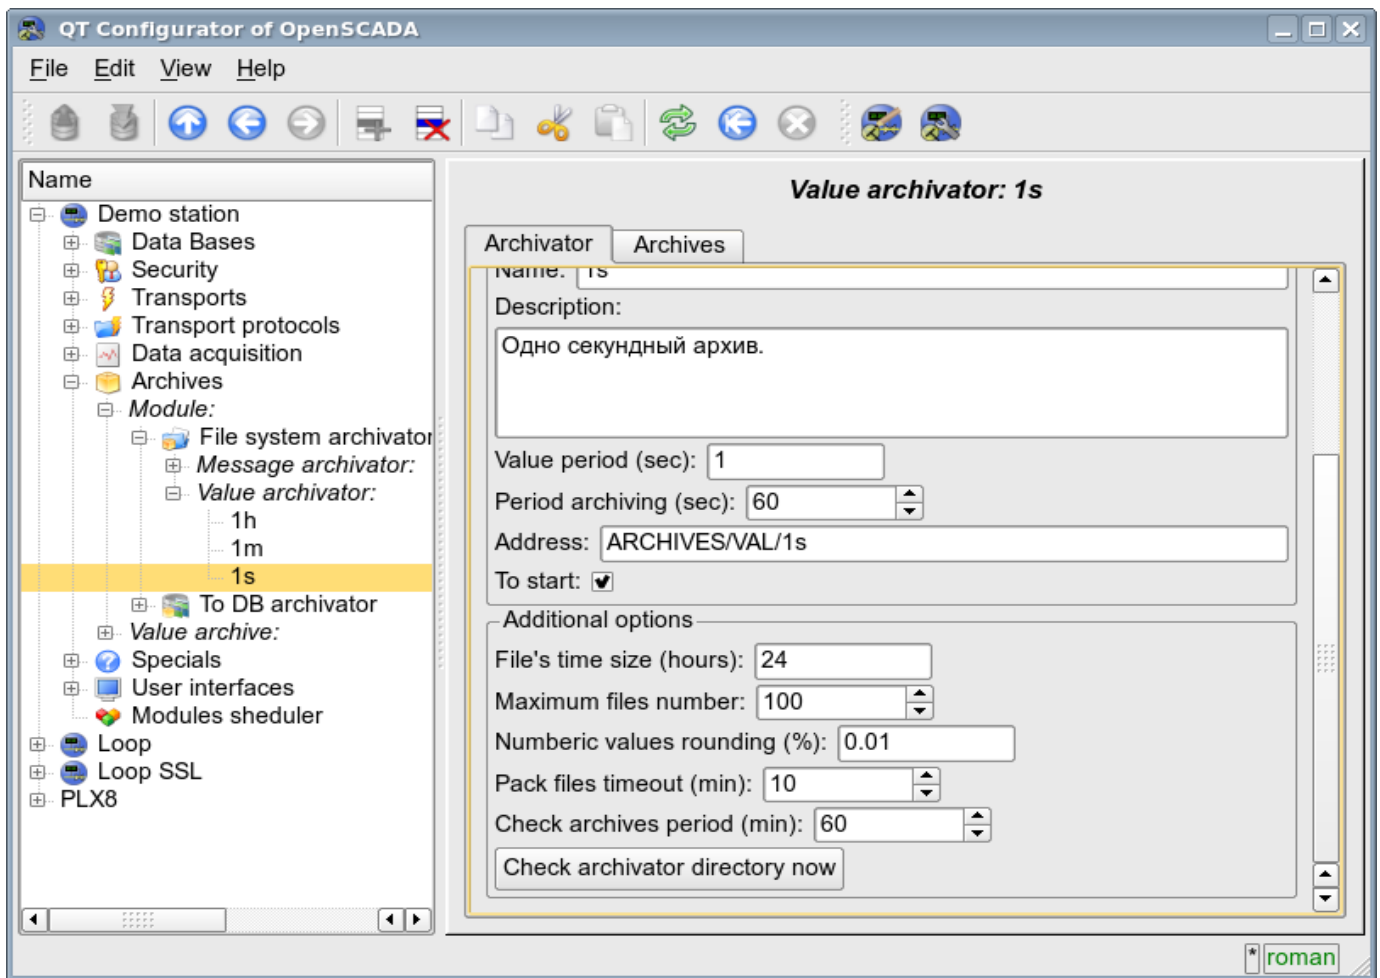 QT Configurator of OpenSCADA
File Edit View Help
Name
Demo station
Data Bases
Security
Transports
Transport protocols
Data acquisition
Archives
Module:
File system archivator
Message archivator:
Value archivator:
1h
1m
1s
To DB archivator
Value archive:
Specials
User interfaces
Modules sheduler
Loop
Loop SSL
PLX8
Value archivator: 1s
Archivator Archives
Name: 1s
Description:
Одно секундный архив.
Value period (sec): 1
Period archiving (sec): 60
Address: ARCHIVES/VAL/1s
To start:
Additional options
File's time size (hours): 24
Maximum files number: 100
Numberic values rounding (%): 0.01
Pack files timeout (min): 10
Check archives period (min): 60
Check archivator directory now
* roman